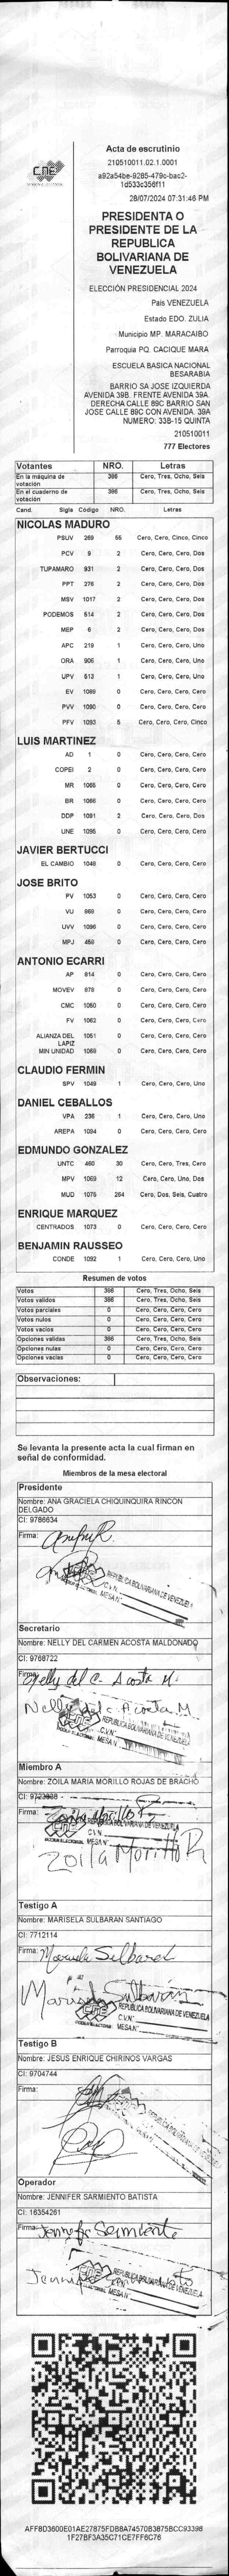 CNE
Acta de escrutinio
210510011.02.1.0001
a92a54be-9285-479c-bac2-
1d533c356f11
28/07/2024 07:31:46 PM
PRESIDENTA O
PRESIDENTE DE LA
REPUBLICA
BOLIVARIANA DE
VENEZUELA
ELECCIÓN PRESIDENCIAL 2024
País VENEZUELA
Estado EDO. ZULIA
Municipio MP. MARACAIBO
Parroquia PQ. CACIQUE MARA
ESCUELA BASICA NACIONAL
BESARABIA
BARRIO SA JOSE IZQUIERDA
AVENIDA 39B. FRENTE AVENIDA 39A.
DERECHA CALLE 89C BARRIO SAN
JOSE CALLE 89C CON AVENIDA. 39A
NUMERO: 33B-15 QUINTA
210510011
777 Electores
Votantes NRO. Letras
En la máquina de votación 386 Cero, Tres, Ocho, Seis
En el cuaderno de votación 386 Cero, Tres, Ocho, Seis
Cand. Sigla Código NRO. Letras
NICOLAS MADURO
PSUV 269 55 Cero, Cero, Cinco, Cinco
PCV 9 2 Cero, Cero, Cero, Dos
TUPAMARO 931 2 Cero, Cero, Cero, Dos
PPT 276 2 Cero, Cero, Cero, Dos
MSV 1017 2 Cero, Cero, Cero, Dos
PODEMOS 514 2 Cero, Cero, Cero, Dos
MEP 6 2 Cero, Cero, Cero, Dos
APC 219 1 Cero, Cero, Cero, Uno
ORA 906 1 Cero, Cero, Cero, Uno
UPV 513 1 Cero, Cero, Cero, Uno
EV 1089 0 Cero, Cero, Cero, Cero
PVV 1090 0 Cero, Cero, Cero, Cero
PFV 1093 5 Cero, Cero, Cero, Cinco
LUIS MARTINEZ
AD 1 0 Cero, Cero, Cero, Cero
COPEI 2 0 Cero, Cero, Cero, Cero
MR 1065 0 Cero, Cero, Cero, Cero
BR 1066 0 Cero, Cero, Cero, Cero
DDP 1091 2 Cero, Cero, Cero, Dos
UNE 1095 0 Cero, Cero, Cero, Cero
JAVIER BERTUCCI
EL CAMBIO 1048 0 Cero, Cero, Cero, Cero
JOSE BRITO
PV 1053 0 Cero, Cero, Cero, Cero
VU 868 0 Cero, Cero, Cero, Cero
UVV 1096 0 Cero, Cero, Cero, Cero
MPJ 458 0 Cero, Cero, Cero, Cero
ANTONIO ECARRI
AP 814 0 Cero, Cero, Cero, Cero
MOVEV 878 0 Cero, Cero, Cero, Cero
CMC 1050 0 Cero, Cero, Cero, Cero
FV 1062 0 Cero, Cero, Cero, Cero
ALIANZA DEL LAPIZ 1051 0 Cero, Cero, Cero, Cero
MIN UNIDAD 1068 0 Cero, Cero, Cero, Cero
CLAUDIO FERMIN
SPV 1049 1 Cero, Cero, Cero, Uno
DANIEL CEBALLOS
VPA 236 1 Cero, Cero, Cero, Uno
AREPA 1084 0 Cero, Cero, Cero, Cero
EDMUNDO GONZALEZ
UNTC 460 30 Cero, Cero, Tres, Cero
MPV 1069 12 Cero, Cero, Uno, Dos
MUD 1075 264 Cero, Dos, Seis, Cuatro
ENRIQUE MARQUEZ
CENTRADOS 1073 0 Cero, Cero, Cero, Cero
BENJAMIN RAUSSEO
CONDE 1092 1 Cero, Cero, Cero, Uno
Resumen de votos
Votos 386 Cero, Tres, Ocho, Seis
Votos validos 386 Cero, Tres, Ocho, Seis
Votos parciales 0 Cero, Cero, Cero, Cero
Votos nulos 0 Cero, Cero, Cero, Cero
Votos vacios 0 Cero, Cero, Cero, Cero
Opciones validas 386 Cero, Tres, Ocho, Seis
Opciones nulas 0 Cero, Cero, Cero, Cero
Opciones vacias 0 Cero, Cero, Cero, Cero
Observaciones:
Se levanta la presente acta la cual firman en
señal de conformidad.
Miembros de la mesa electoral
Presidente
Nombre: ANA GRACIELA CHIQUINQUIRA RINCON
DELGADO
CI: 9786634
Firma:
REPUBLICA BOLIVARIANA DE VENEZUELA
C.V.N°
MESA N°
Secretario
Nombre: NELLY DEL CARMEN ACOSTA MALDONADO
CI: 9768722
Firma: Nelly del C. Acosta M.
Nelly del c. Acosta M.
CNE REPUBLICA BOLIVARIANA DE VENEZUELA
C.V.N°
MESA N°
Miembro A
Nombre: ZOILA MARIA MORILLO ROJAS DE BRACHO
Firma: Zoila Morillo R
CNE REPUBLICA BOLIVARIANA DE VENEZUELA
C.V.N°
MESA N°
Zoila Morillo R
Testigo A
Nombre: MARISELA SULBARAN SANTIAGO
CI: 7712114
Firma: Marisela Sulbaran
Marisela Sulbarán
CNE REPUBLICA BOLIVARIANA DE VENEZUELA
C.V.N°
MESA N°
Testigo B
Nombre: JESUS ENRIQUE CHIRINOS VARGAS
CI: 9704744
Firma:
Operador
Nombre: JENNIFER SARMIENTO BATISTA
CI: 16354261
Firma: Jennifer Sarmiento
Jennifer Sarmiento
CNE REPUBLICA BOLIVARIANA DE VENEZUELA
MESA N°
AFF8D3600E01AE27875FDB8A74570B3875BCC93398
1F27BF3A35C71CE7FF6C76